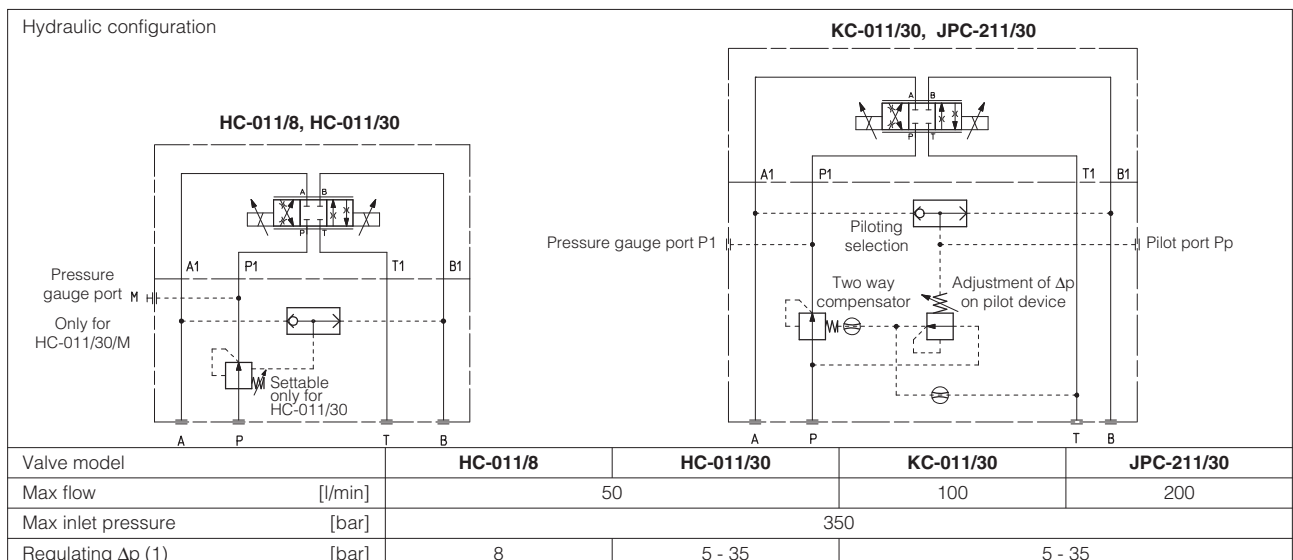 Hydraulic configuration
HC-011/8, HC-011/30
A B
P T
A1 P1 T1 B1
Pressure
gauge port M
Only for
HC-011/30/M
Settable
only for
HC-011/30
A P T B
KC-011/30, JPC-211/30
A B
P T
A1 P1 T1 B1
Piloting
selection
Pressure gauge port P1
Pilot port Pp
Two way
compensator
Adjustment of Δp
on pilot device
A P T B
Valve model HC-011/8 HC-011/30 KC-011/30 JPC-211/30
Max flow [l/min] 50 100 200
Max inlet pressure [bar] 350
Regulating Δp (1) [bar] 8 5 - 35 5 - 35